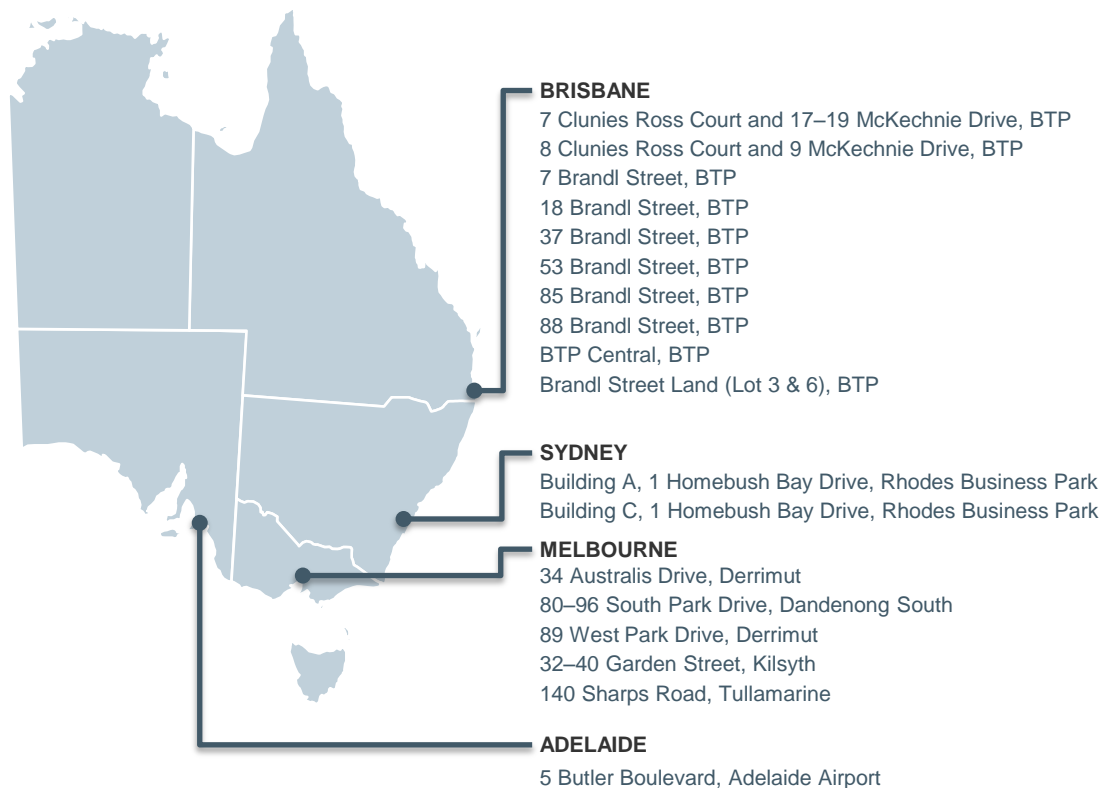 BRISBANE
7 Clunies Ross Court and 17–19 McKechnie Drive, BTP
8 Clunies Ross Court and 9 McKechnie Drive, BTP
7 Brandl Street, BTP
18 Brandl Street, BTP
37 Brandl Street, BTP
53 Brandl Street, BTP
85 Brandl Street, BTP
88 Brandl Street, BTP
BTP Central, BTP
Brandl Street Land (Lot 3 & 6), BTP
SYDNEY
Building A, 1 Homebush Bay Drive, Rhodes Business Park
Building C, 1 Homebush Bay Drive, Rhodes Business Park
MELBOURNE
34 Australis Drive, Derrimut
80–96 South Park Drive, Dandenong South
89 West Park Drive, Derrimut
32–40 Garden Street, Kilsyth
140 Sharps Road, Tullamarine
ADELAIDE
5 Butler Boulevard, Adelaide Airport